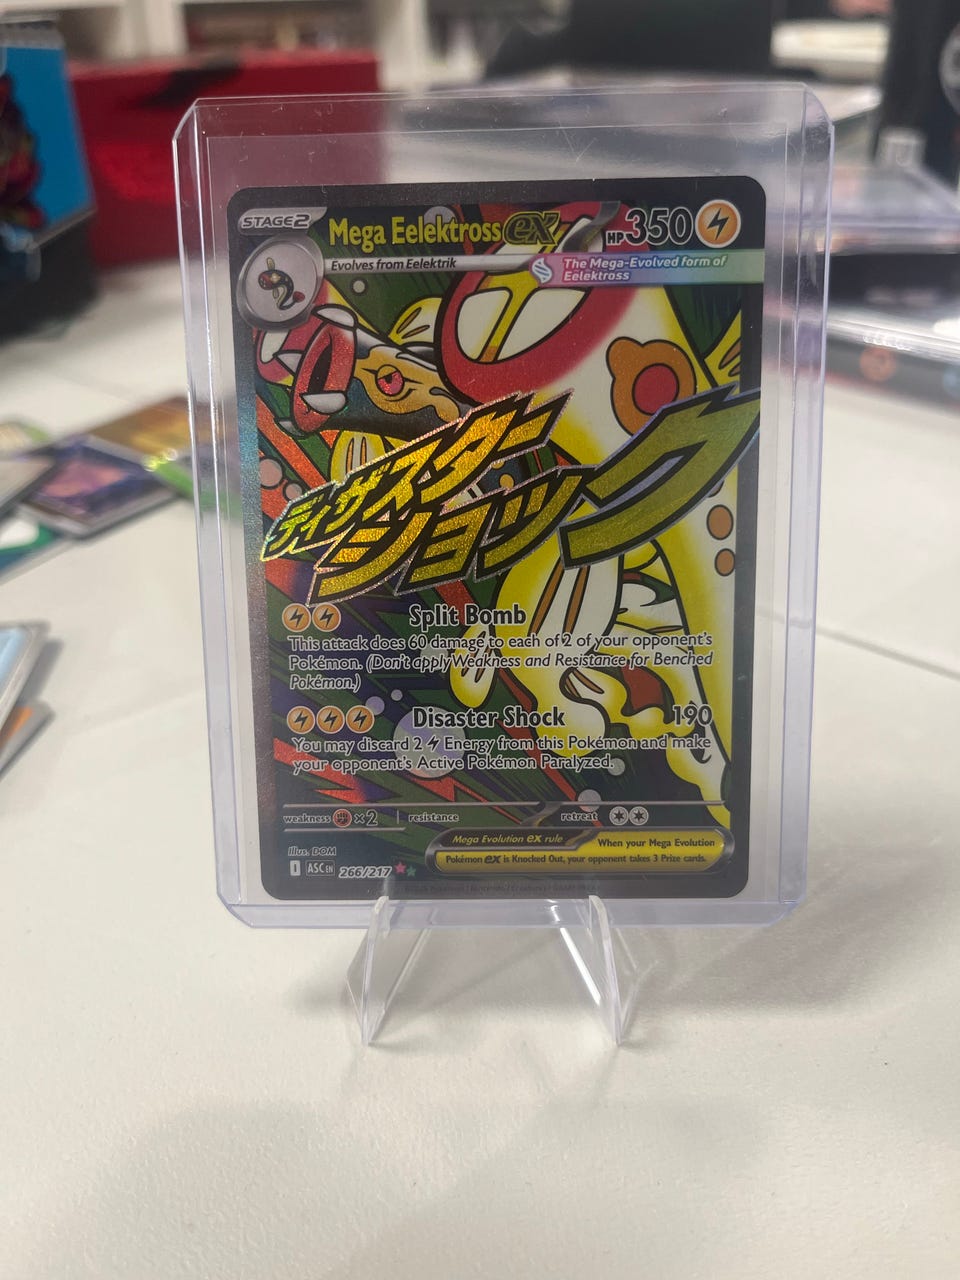 STAGE2
Mega Eelektross ex
HP350
Evolves from Eelektrik
The Mega-Evolved form of
Eelektross
ディザスター
ショック
Split Bomb
This attack does 60 damage to each of 2 of your opponent's
Pokémon. (Don't apply Weakness and Resistance for Benched
Pokémon.)
Disaster Shock 190
You may discard 2 Energy from this Pokémon and make
your opponent's Active Pokémon Paralyzed.
weakness ×2 resistance retreat
Mega Evolution ex rule
When your Mega Evolution
Pokémon ex is Knocked Out, your opponent takes 3 Prize cards.
Illus. DOM
I ASC EN 266/217